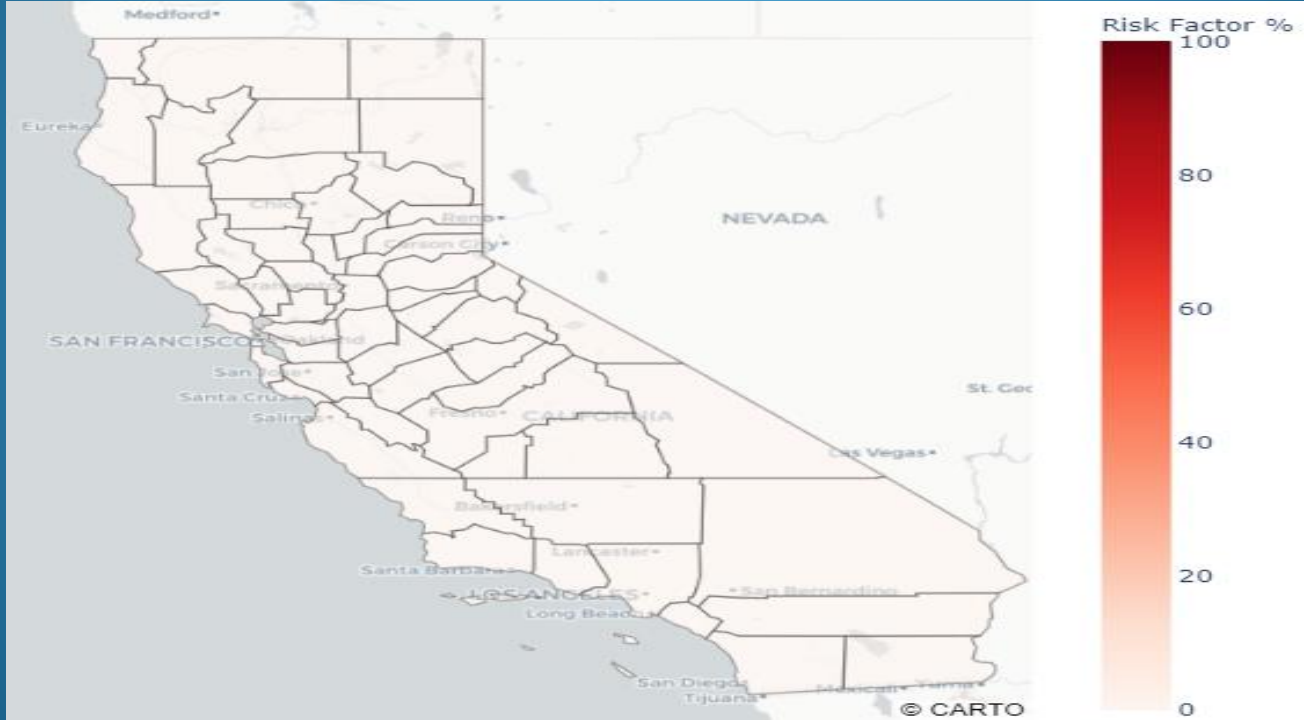 Medford
Risk Factor %
100
Eureka
80
Chico
Reno
NEVADA
Carson City
Sacramento
60
SAN FRANCISCO
Oakland
San Jose
St. Geo
Santa Cruz
Salinas
Fresno
CALIFORNIA
40
Las Vegas
Bakersfield
Lancaster
Santa Barbara
20
LOS ANGELES
San Bernardino
Long Beach
San Diego
Mexicali
Yuma
Tijuana
© CARTO
0